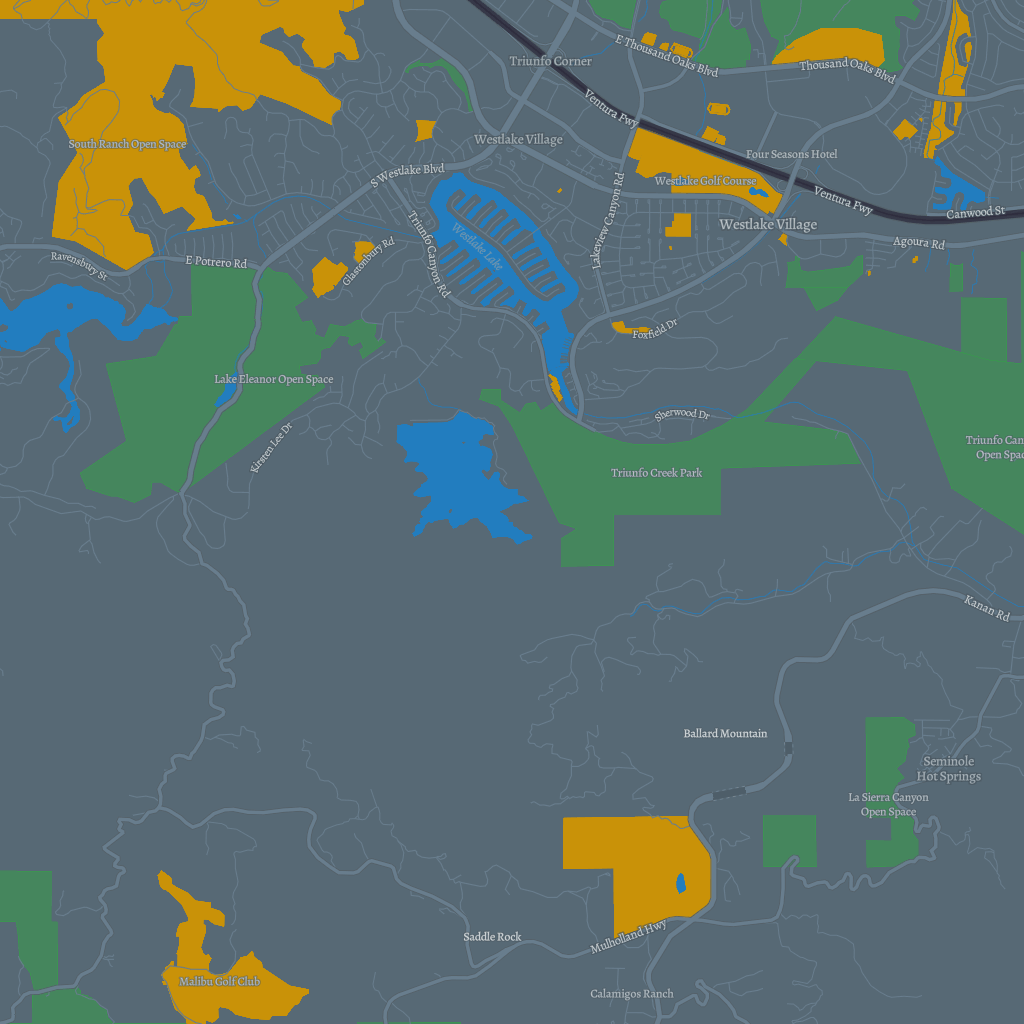 E Thousand Oaks Blvd
Triunfo Corner
Thousand Oaks Blvd
Ventura Fwy
South Ranch Open Space
Westlake Village
Four Seasons Hotel
S Westlake Blvd
Westlake Golf Course
Ventura Fwy
Canwood St
Lakeview Canyon Rd
Westlake Village
Westlake Lake
Triunfo Canyon Rd
Agoura Rd
Ravensbury St
E Potrero Rd
Glastonbury Rd
Foxfield Dr
Lake Eleanor Open Space
Sherwood Dr
Kirsten Lee Dr
Triunfo Can
Open Spac
Triunfo Creek Park
Kanan Rd
Ballard Mountain
Seminole
Hot Springs
La Sierra Canyon
Open Space
Saddle Rock
Mulholland Hwy
Malibu Golf Club
Calamigos Ranch